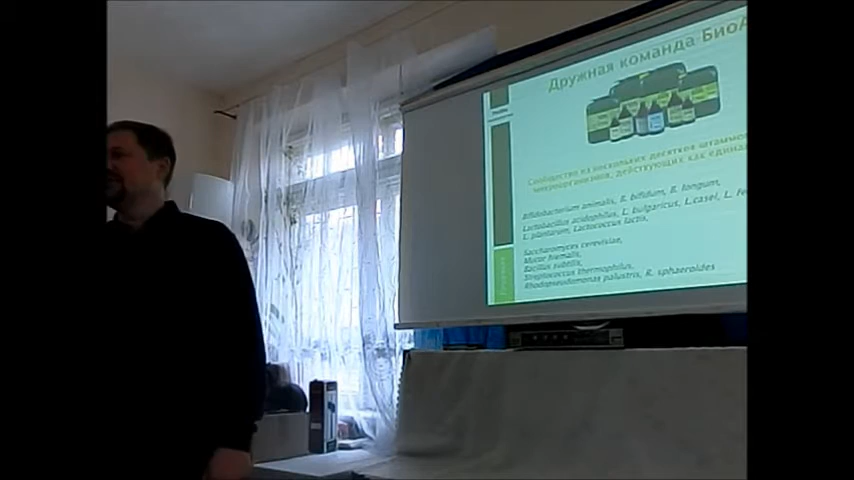 Дружная команда БиоА
Сообщество из нескольких десятков штаммов
микроорганизмов, действующих как едина
Bifidobacterium animalis, B. bifidum, B. longum,
Lactobacillus acidophilus, L. bulgaricus, L.casei, L. f
L. plantarum, Lactococcus lactis,
Saccharomyces cerevisiae,
Mucor hiemalis,
Bacillus subtilis,
Streptococcus thermophilus,
Rhodopseudomonas palustris, R. sphaeroides